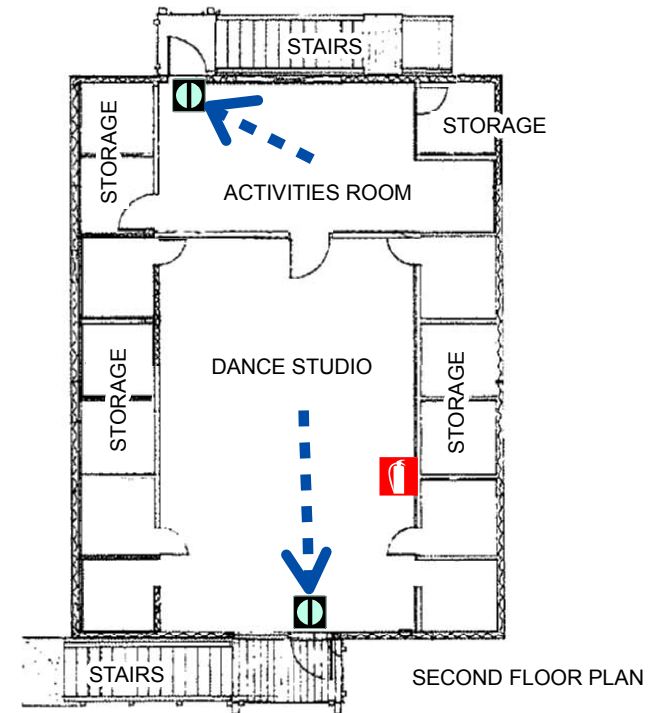 STAIRS
STORAGE
STORAGE
ACTIVITIES ROOM
DANCE STUDIO
STORAGE
STORAGE
STAIRS
SECOND FLOOR PLAN